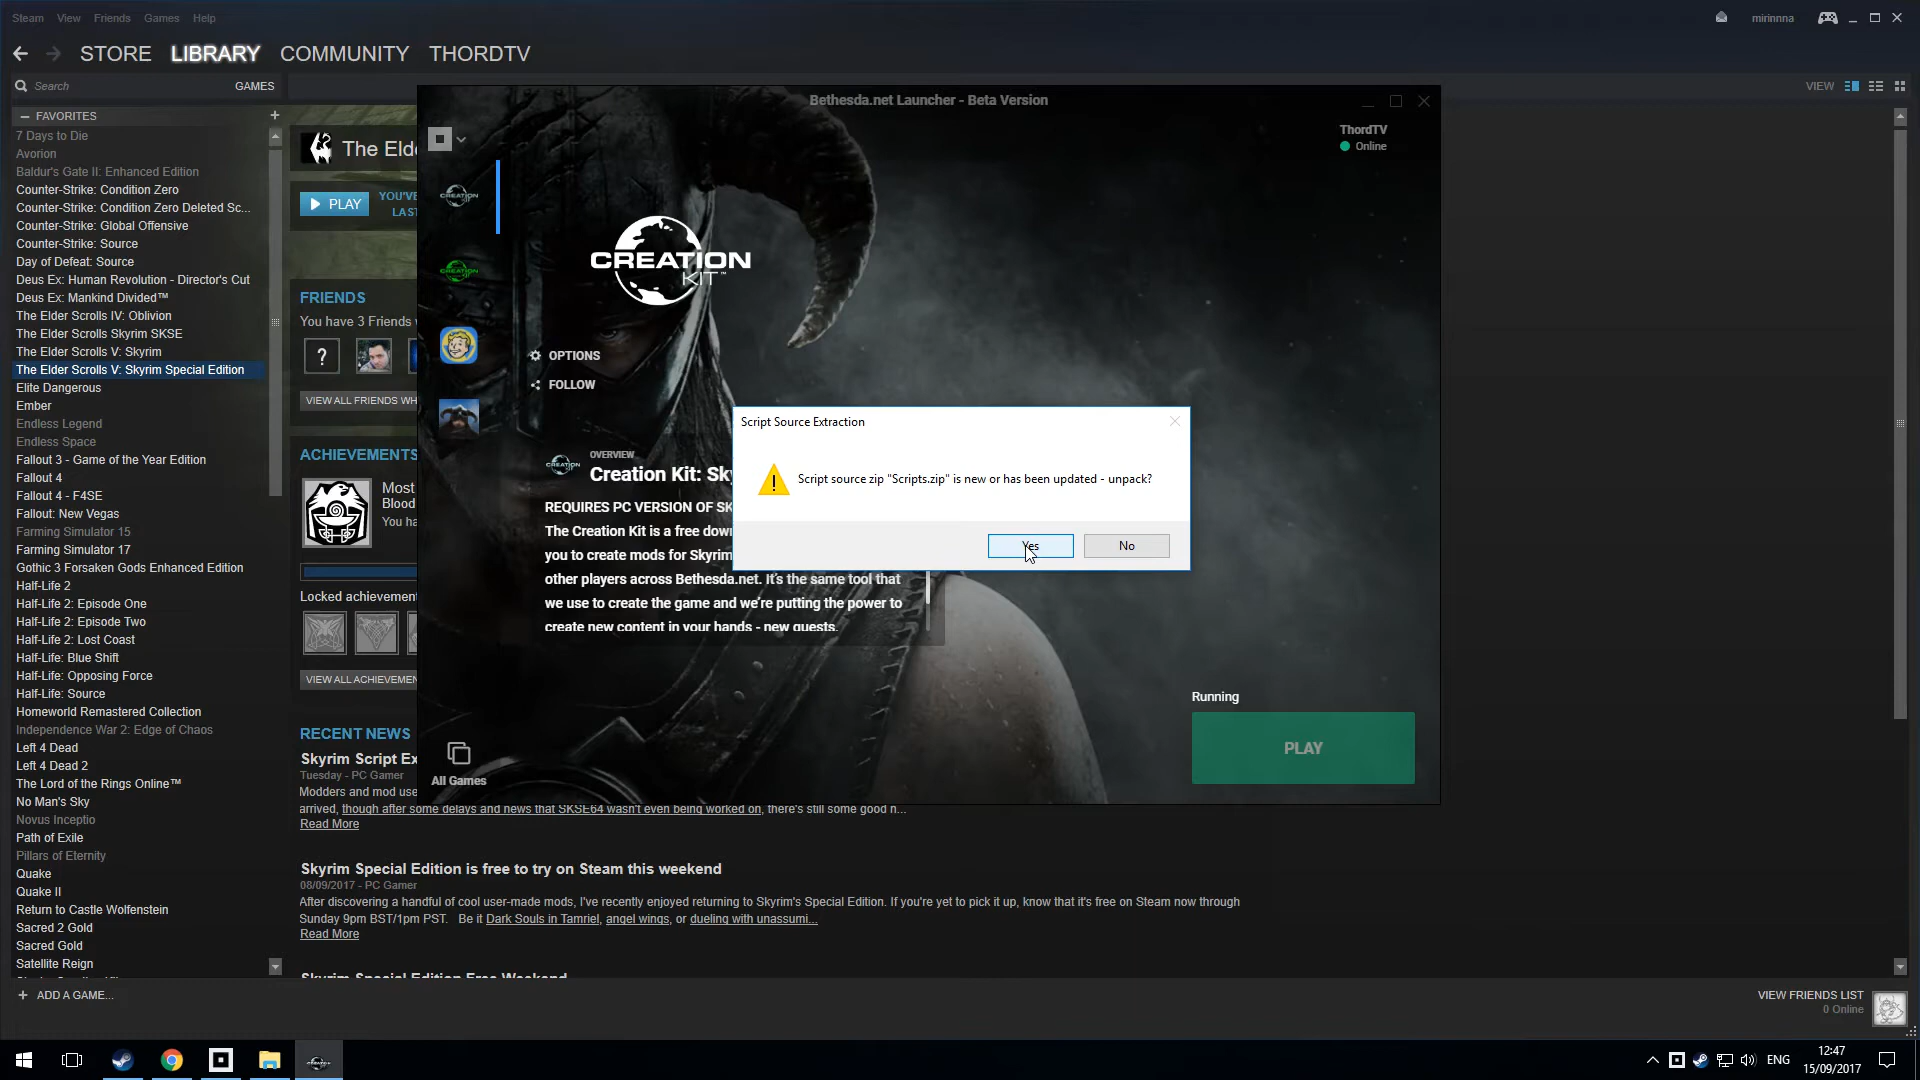 Steam View Friends Games Help
mirinnna
STORE LIBRARY COMMUNITY THORDTV
Search GAMES
VIEW
— FAVORITES +
7 Days to Die
Avorion
Baldur's Gate II: Enhanced Edition
Counter-Strike: Condition Zero
Counter-Strike: Condition Zero Deleted Sc...
Counter-Strike: Global Offensive
Counter-Strike: Source
Day of Defeat: Source
Deus Ex: Human Revolution - Director's Cut
Deus Ex: Mankind Divided™
The Elder Scrolls IV: Oblivion
The Elder Scrolls Skyrim SKSE
The Elder Scrolls V: Skyrim
The Elder Scrolls V: Skyrim Special Edition
Elite Dangerous
Ember
Endless Legend
Endless Space
Fallout 3 - Game of the Year Edition
Fallout 4
Fallout 4 - F4SE
Fallout: New Vegas
Farming Simulator 15
Farming Simulator 17
Gothic 3 Forsaken Gods Enhanced Edition
Half-Life 2
Half-Life 2: Episode One
Half-Life 2: Episode Two
Half-Life 2: Lost Coast
Half-Life: Blue Shift
Half-Life: Opposing Force
Half-Life: Source
Homeworld Remastered Collection
Independence War 2: Edge of Chaos
Left 4 Dead
Left 4 Dead 2
The Lord of the Rings Online™
No Man's Sky
Novus Inceptio
Path of Exile
Pillars of Eternity
Quake
Quake II
Return to Castle Wolfenstein
Sacred 2 Gold
Sacred Gold
Satellite Reign
+ ADD A GAME...
The Elde
PLAY
YOU'VE
LAS
FRIENDS
You have 3 Friends
?
VIEW ALL FRIENDS WH
ACHIEVEMENTS
Most
Blood
You ha
Locked achievement
VIEW ALL ACHIEVEMEN
RECENT NEWS
Skyrim Script Ex
Tuesday - PC Gamer
Modders and mod use
arrived, though after some delays and news that SKSE64 wasn't even being worked on, there's still some good n...
Read More
Skyrim Special Edition is free to try on Steam this weekend
08/09/2017 - PC Gamer
After discovering a handful of cool user-made mods, I've recently enjoyed returning to Skyrim's Special Edition. If you're yet to pick it up, know that it's free on Steam now through
Sunday 9pm BST/1pm PST. Be it Dark Souls in Tamriel, angel wings, or dueling with unassumi...
Read More
Skyrim Special Edition Free Weekend
Bethesda.net Launcher - Beta Version
ThordTV
Online
CREATION
CREATION
CREATION
KIT™
OPTIONS
FOLLOW
CREATION
OVERVIEW
Creation Kit: Sky
REQUIRES PC VERSION OF SK
The Creation Kit is a free dow
you to create mods for Skyrim
other players across Bethesda.net. It's the same tool that
we use to create the game and we're putting the power to
create new content in your hands - new quests,
All Games
Running
PLAY
Script Source Extraction
Script source zip "Scripts.zip" is new or has been updated - unpack?
Yes No
VIEW FRIENDS LIST
0 Online
CREATION
ENG
12:47
15/09/2017